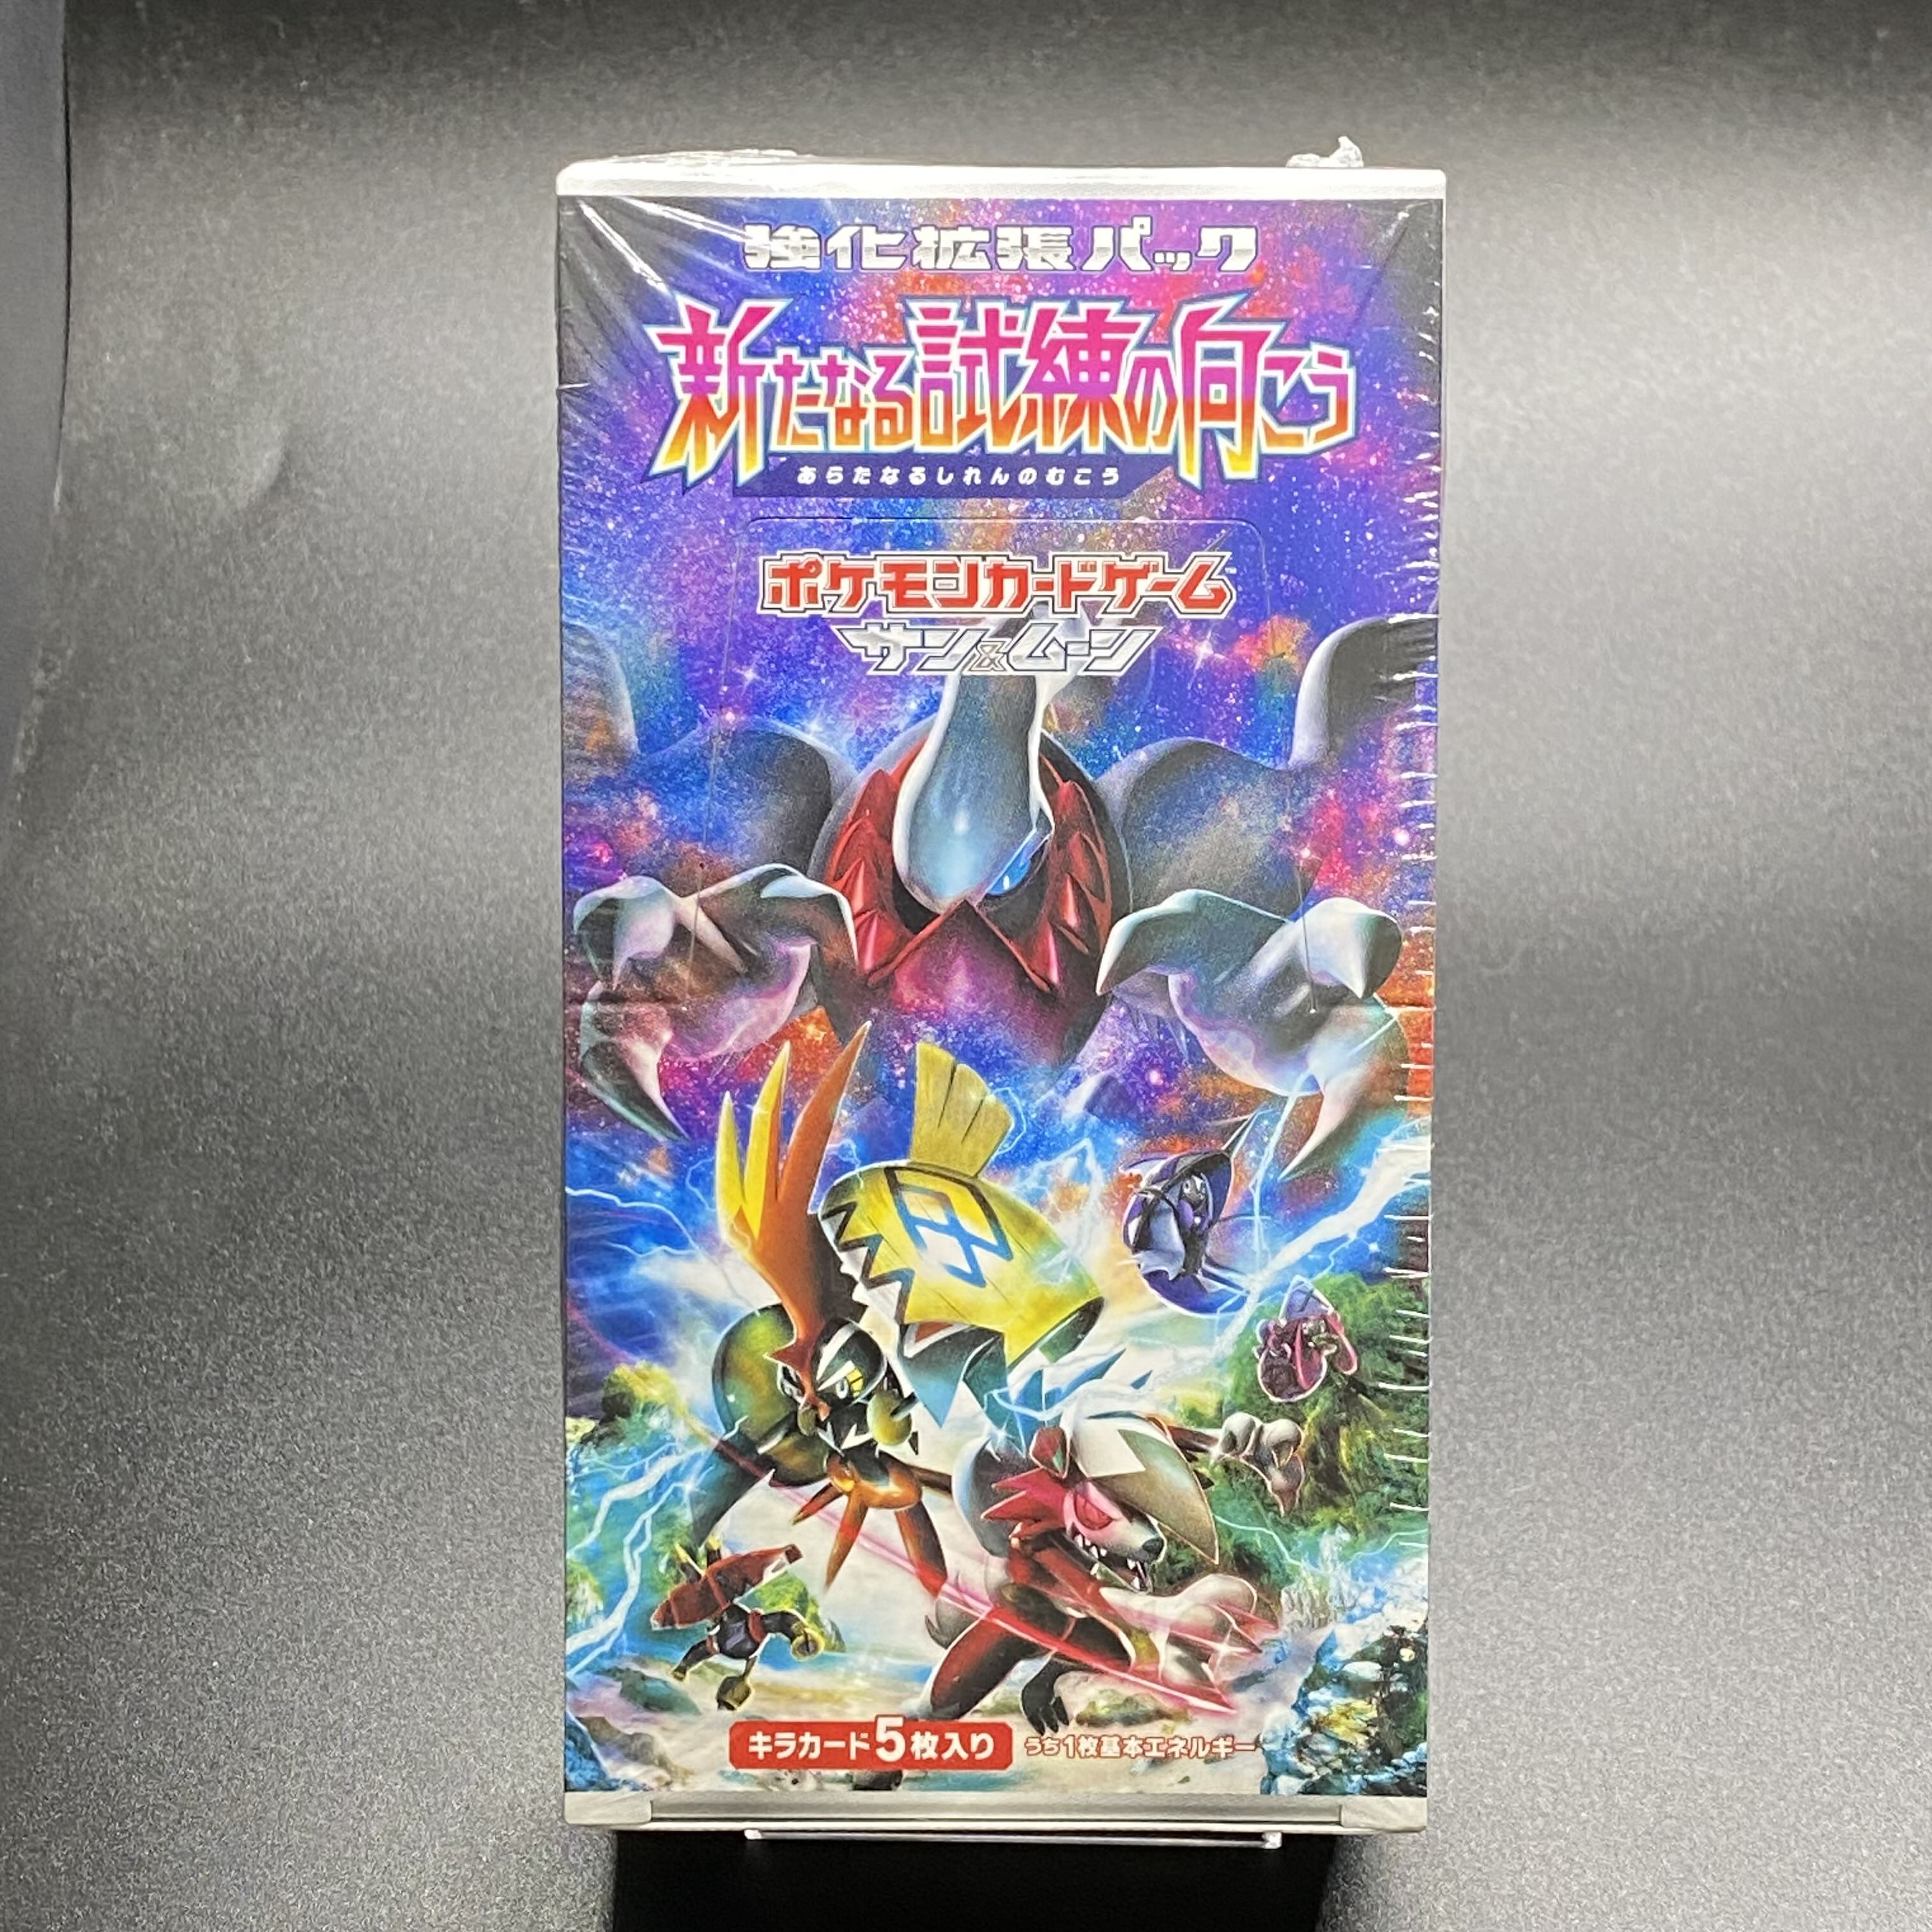 強化拡張パック
新たなる試練の向こう
あらたなるしれんのむこう
ポケモンカードゲーム
サン&ムーン
キラカード5枚入り うち1枚基本エネルギー